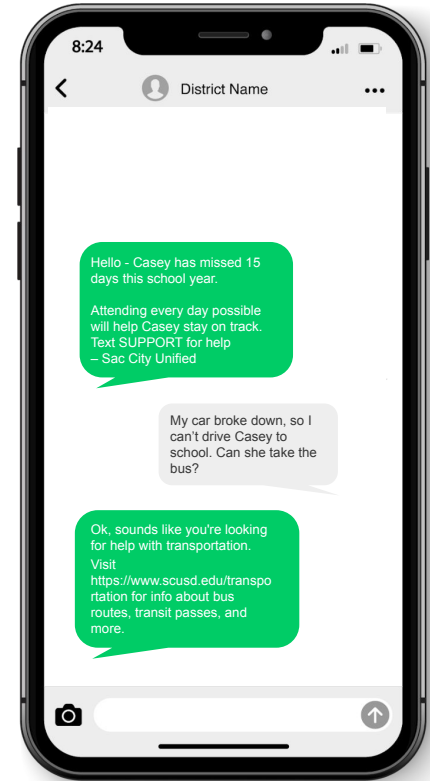 8:24
District Name
Hello - Casey has missed 15
days this school year.
Attending every day possible
will help Casey stay on track.
Text SUPPORT for help
– Sac City Unified
My car broke down, so I
can't drive Casey to
school. Can she take the
bus?
Ok, sounds like you're looking
for help with transportation.
Visit
https://www.scusd.edu/transpo
rtation for info about bus
routes, transit passes, and
more.